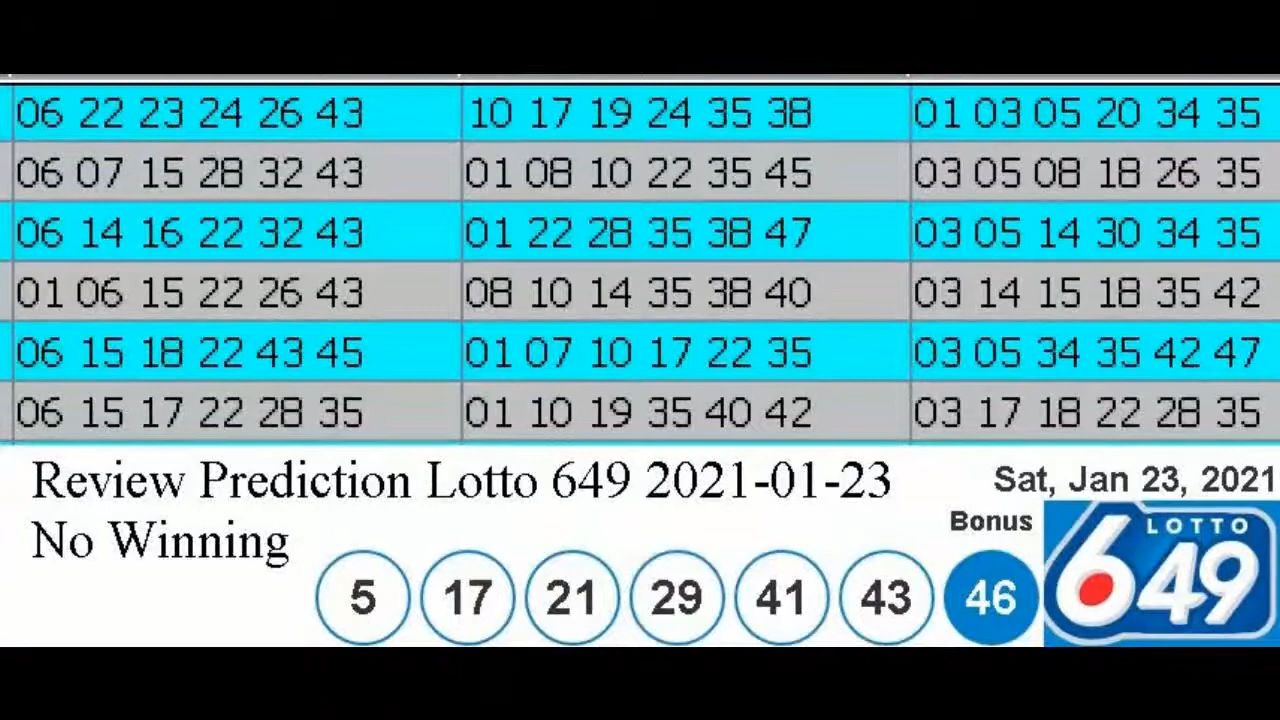 06 22 23 24 26 43 10 17 19 24 35 38 01 03 05 20 34 35
06 07 15 28 32 43 01 08 10 22 35 45 03 05 08 18 26 35
06 14 16 22 32 43 01 22 28 35 38 47 03 05 14 30 34 35
01 06 15 22 26 43 08 10 14 35 38 40 03 14 15 18 35 42
06 15 18 22 43 45 01 07 10 17 22 35 03 05 34 35 42 47
06 15 17 22 28 35 01 10 19 35 40 42 03 17 18 22 28 35
Review Prediction Lotto 649 2021-01-23
No Winning
Sat, Jan 23, 2021
Bonus
5 17 21 29 41 43 46
LOTTO
649